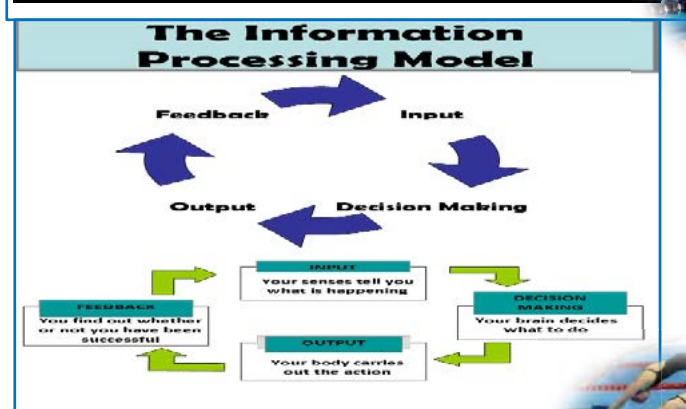 The Information
Processing Model
Feedback
Input
Output
Decision Making
INPUT
Your senses tell you
what is happening
FEEDBACK
You find out whether
or not you have been
successful
DECISION
MAKING
Your brain decides
what to do
OUTPUT
Your body carries
out the action